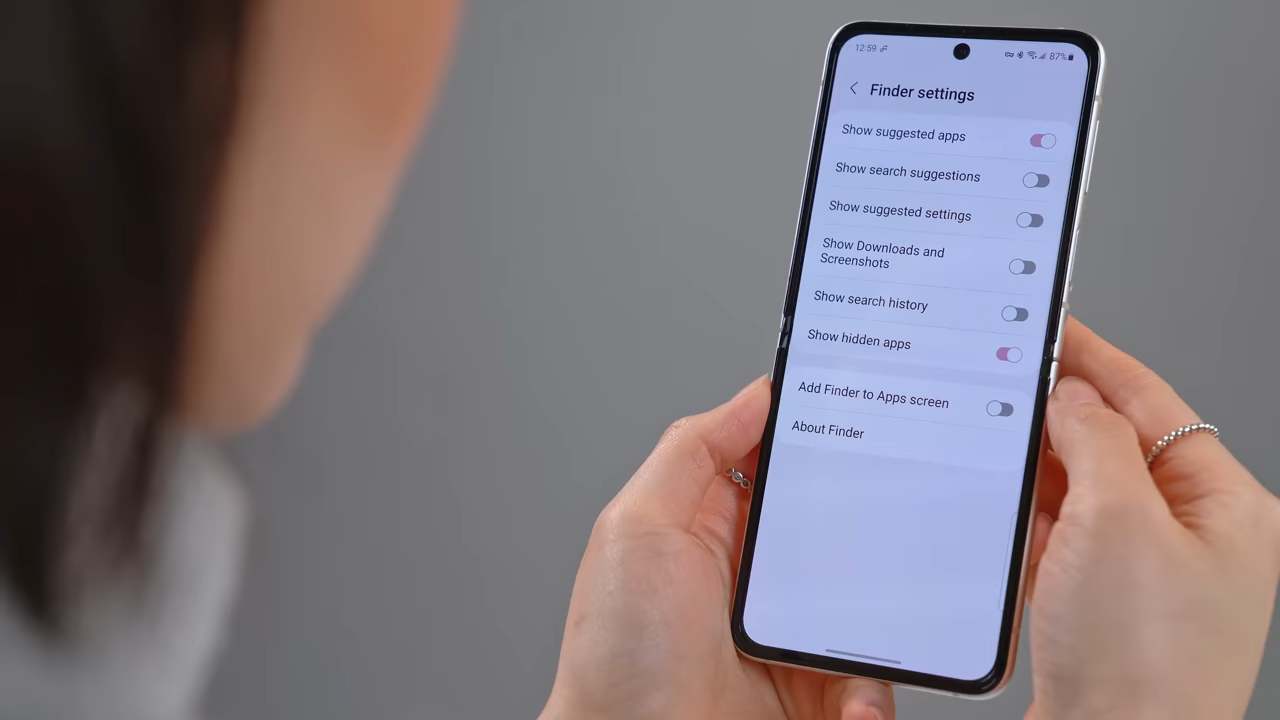 12:59
87%
Finder settings
Show suggested apps
Show search suggestions
Show suggested settings
Show Downloads and
Screenshots
Show search history
Show hidden apps
Add Finder to Apps screen
About Finder